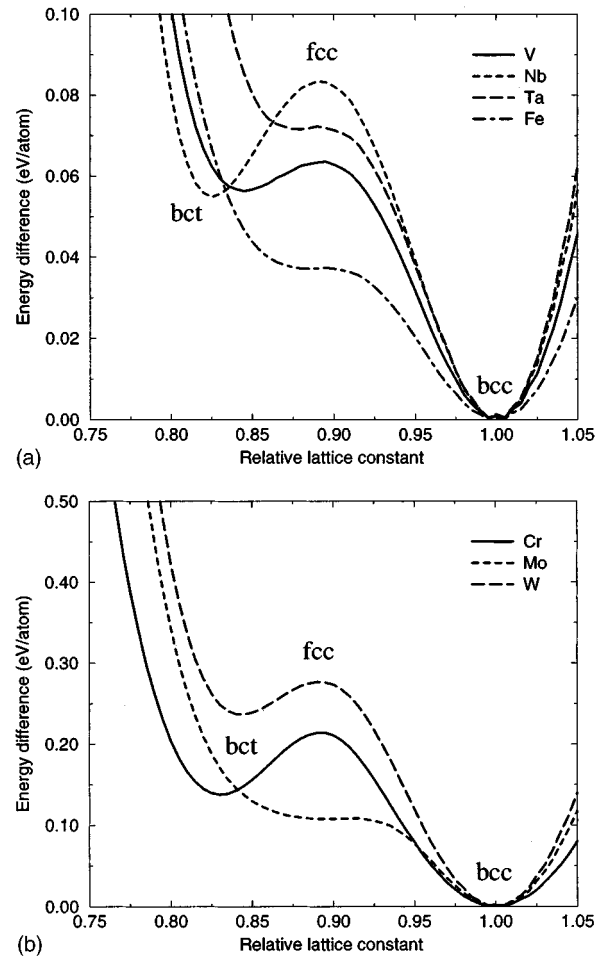 0.10
0.08
0.06
0.04
0.02
0.00
Energy difference (eV/atom)
fcc
bct
bcc
V
Nb
Ta
Fe
0.75 0.80 0.85 0.90 0.95 1.00 1.05
(a) Relative lattice constant
0.50
0.40
0.30
0.20
0.10
0.00
Energy difference (eV/atom)
fcc
bct
bcc
Cr
Mo
W
0.75 0.80 0.85 0.90 0.95 1.00 1.05
(b) Relative lattice constant